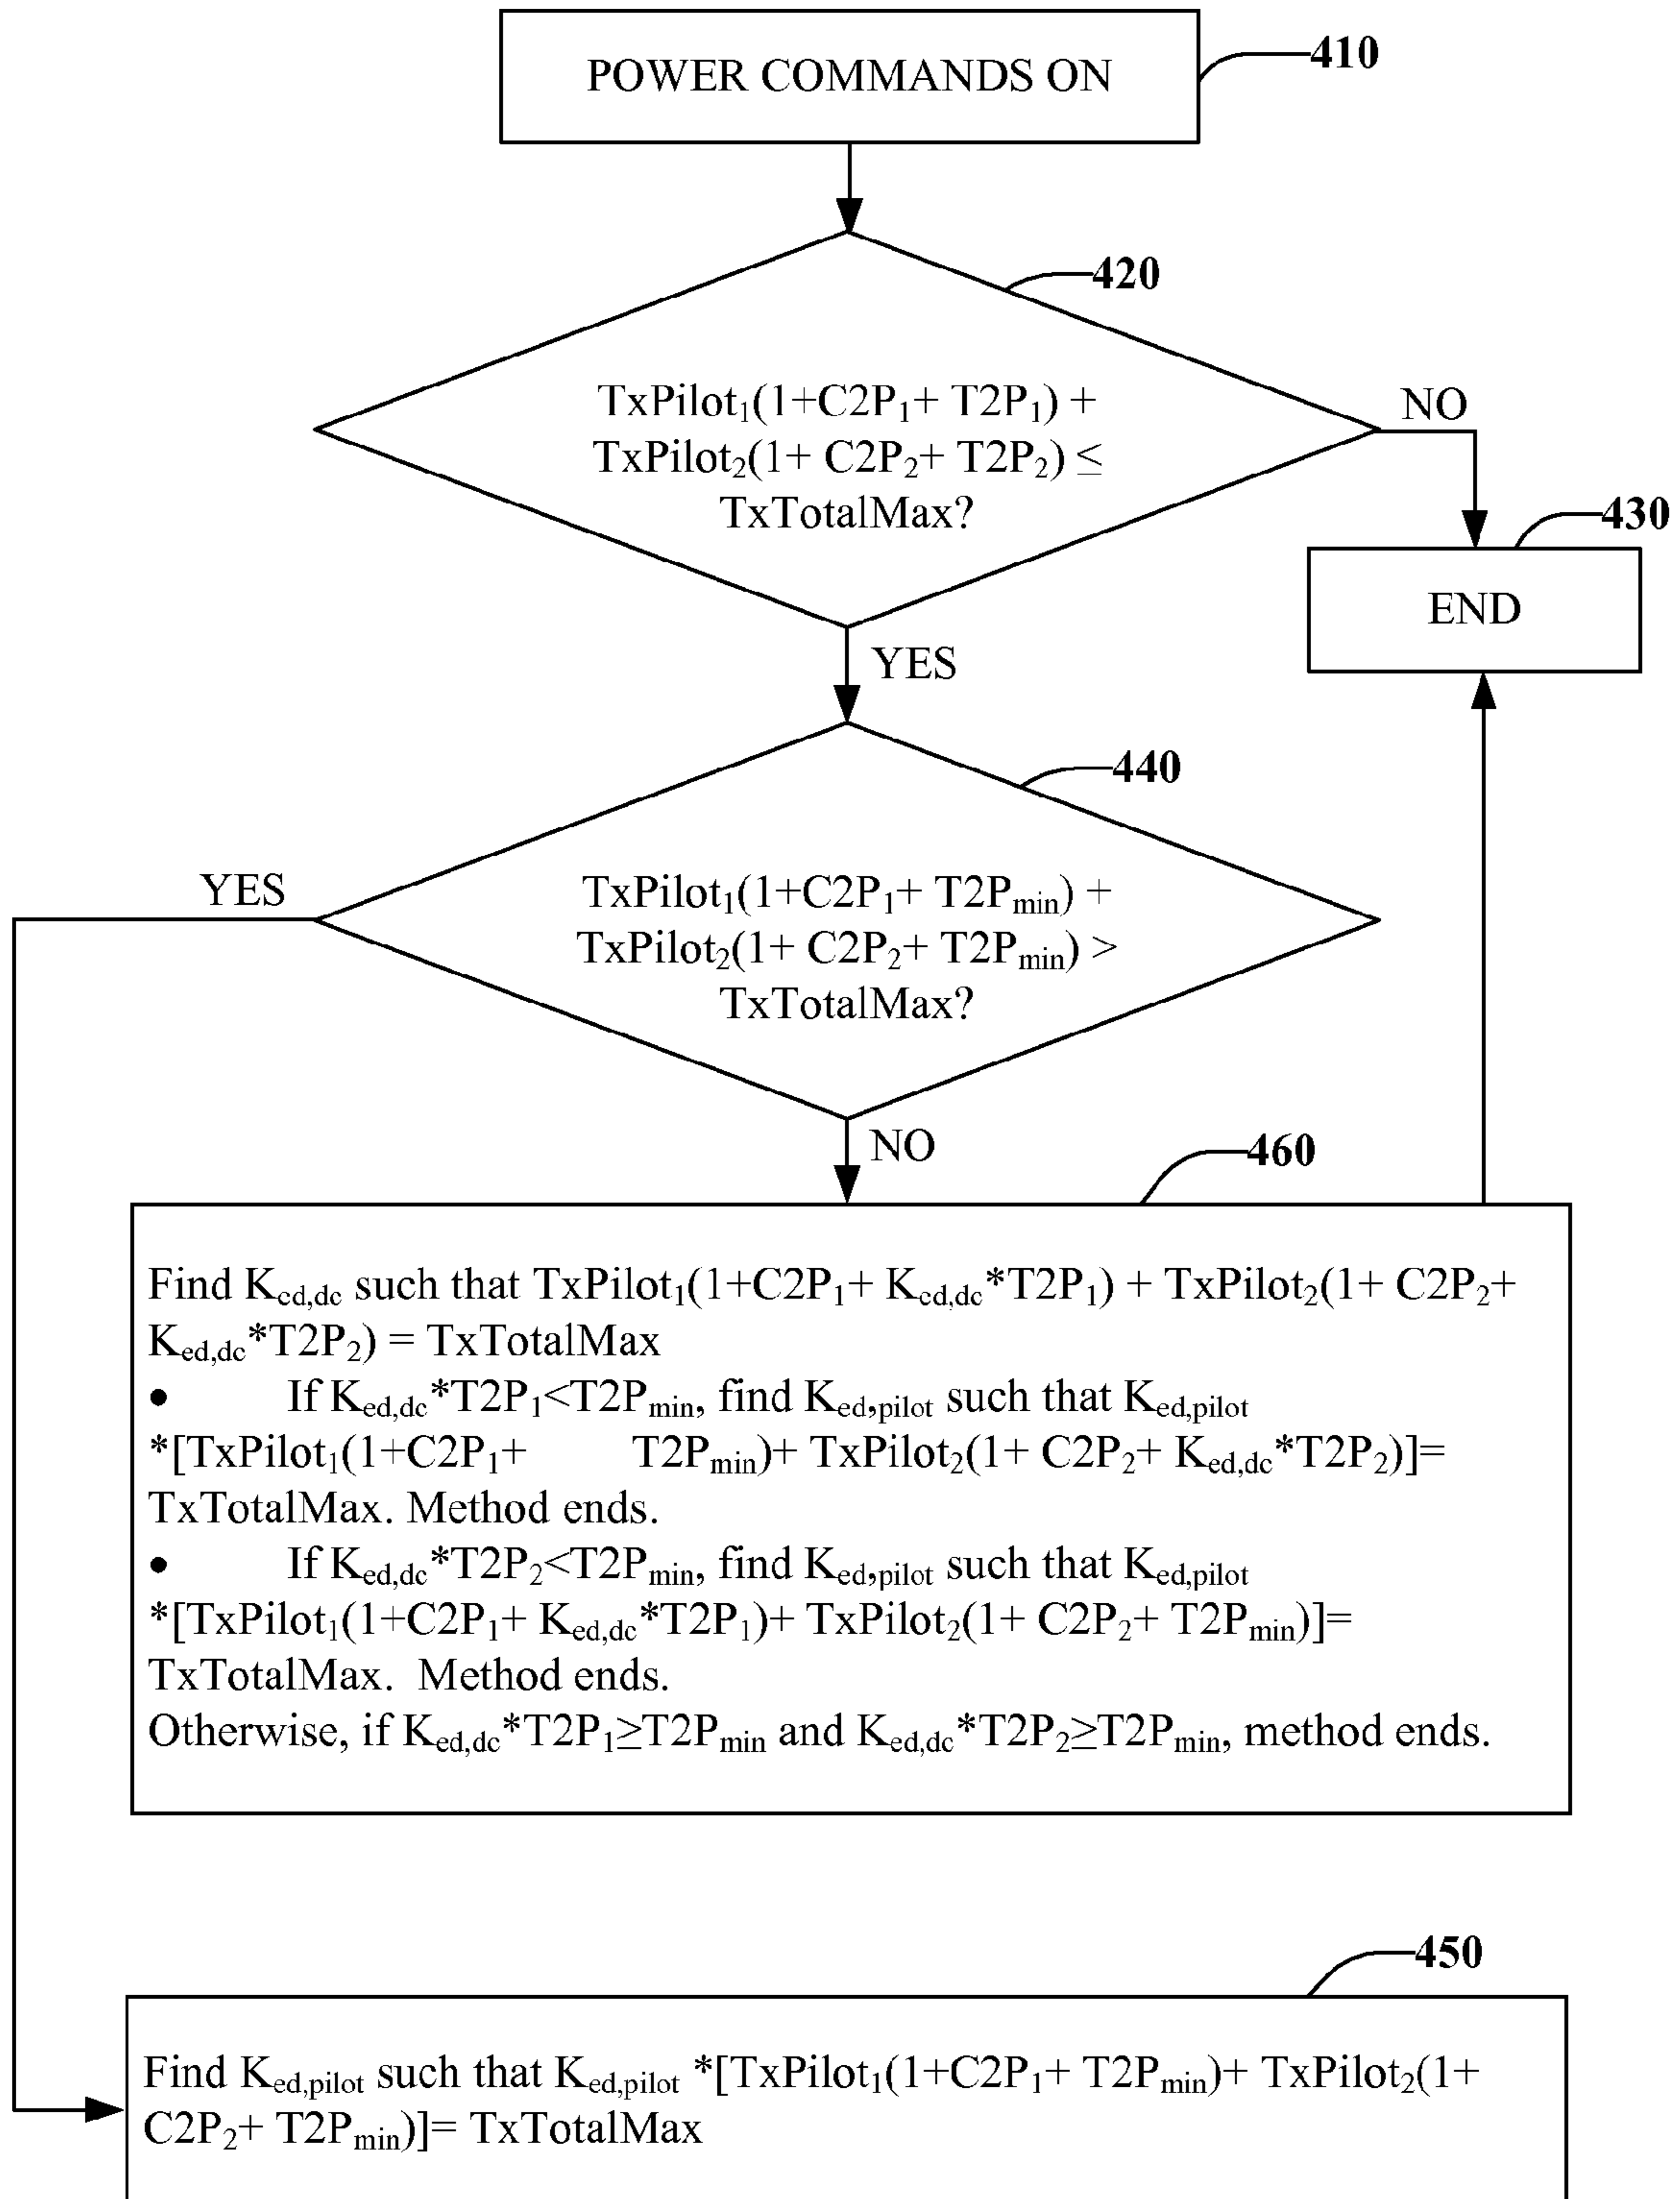 POWER COMMANDS ON
410
420
TxPilot₁(1+C2P₁+ T2P₁) +
TxPilot₂(1+ C2P₂+ T2P₂) ≤
TxTotalMax?
NO
430
END
YES
440
YES
TxPilot₁(1+C2P₁+ T2Pmin) +
TxPilot₂(1+ C2P₂+ T2Pmin) >
TxTotalMax?
NO
460
Find Ked,dc such that TxPilot₁(1+C2P₁+ Ked,dc*T2P₁) + TxPilot₂(1+ C2P₂+
Ked,dc*T2P₂) = TxTotalMax
• If Ked,dc*T2P₁<T2Pmin, find Ked,pilot such that Ked,pilot
*[TxPilot₁(1+C2P₁+ T2Pmin)+ TxPilot₂(1+ C2P₂+ Ked,dc*T2P₂)]=
TxTotalMax. Method ends.
• If Ked,dc*T2P₂<T2Pmin, find Ked,pilot such that Ked,pilot
*[TxPilot₁(1+C2P₁+ Ked,dc*T2P₁)+ TxPilot₂(1+ C2P₂+ T2Pmin)]=
TxTotalMax. Method ends.
Otherwise, if Ked,dc*T2P₁≥T2Pmin and Ked,dc*T2P₂≥T2Pmin, method ends.
450
Find Ked,pilot such that Ked,pilot *[TxPilot₁(1+C2P₁+ T2Pmin)+ TxPilot₂(1+
C2P₂+ T2Pmin)]= TxTotalMax